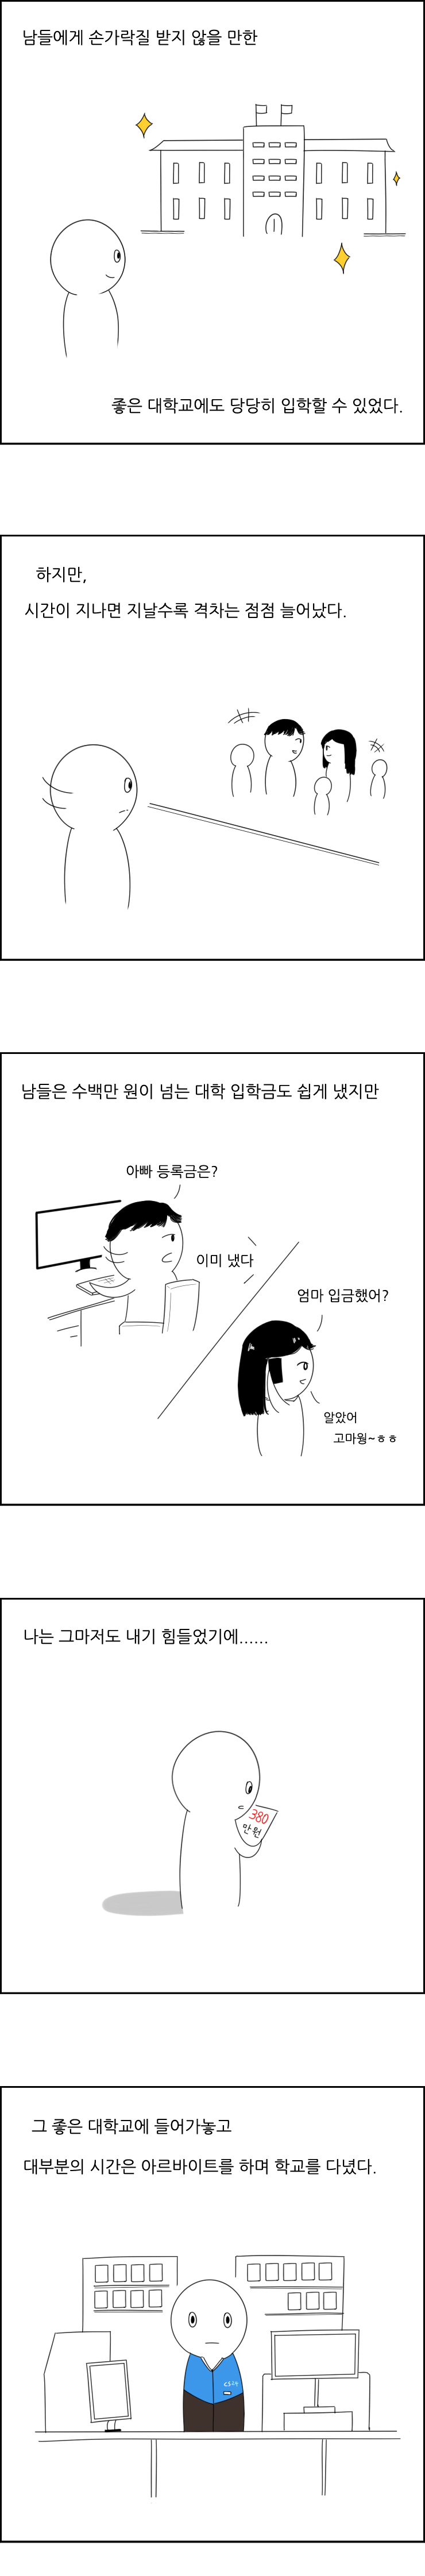 남들에게 손가락질 받지 않을 만한
좋은 대학교에도 당당히 입학할 수 있었다.
하지만,
시간이 지나면 지날수록 격차는 점점 늘어났다.
남들은 수백만 원이 넘는 대학 입학금도 쉽게 냈지만
아빠 등록금은?
이미 냈다
엄마 입금했어?
알았어
고마웡~ㅎㅎ
나는 그마저도 내기 힘들었기에......
380
만원
그 좋은 대학교에 들어가놓고
대부분의 시간은 아르바이트를 하며 학교를 다녔다.